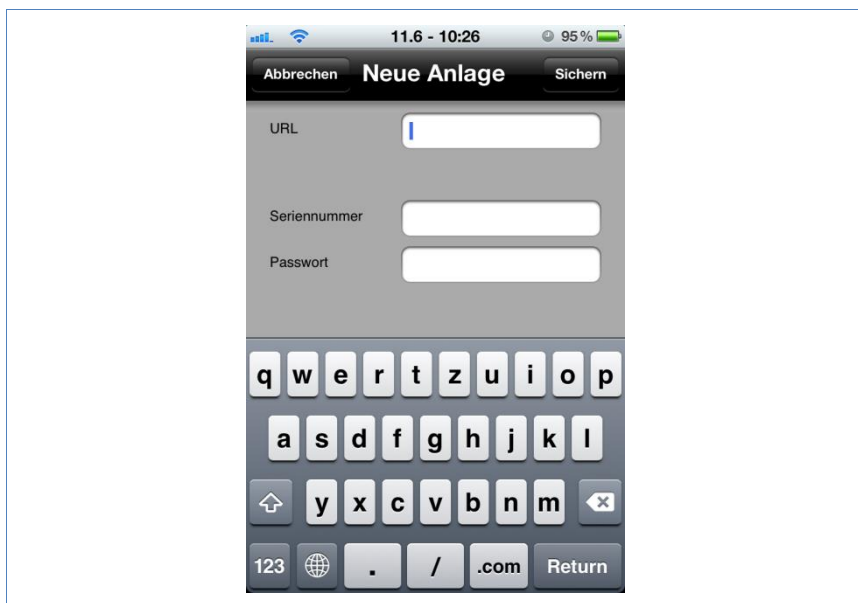 11.6 - 10:26 95 %
Abbrechen Neue Anlage Sichern
URL
Seriennummer
Passwort
q w e r t z u i o p
a s d f g h j k l
y x c v b n m
123 . / .com Return